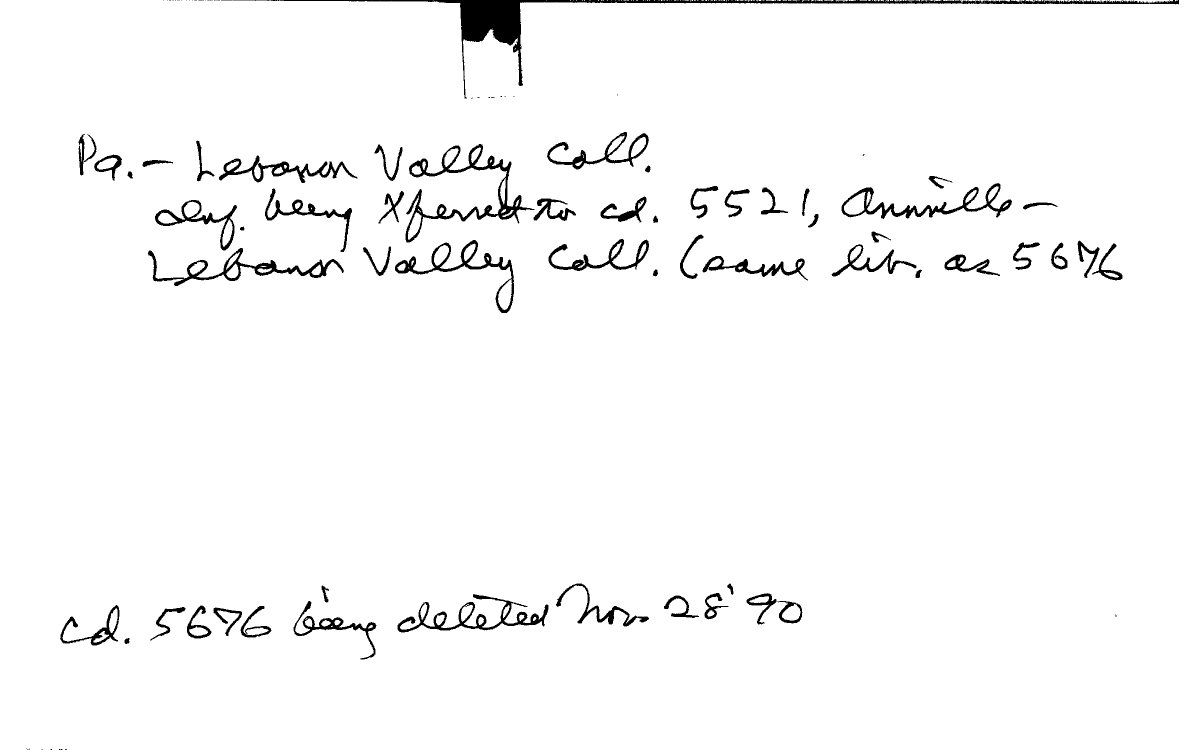 Pa. - Lebanon Valley Coll.
Inf. being Xferred to cd. 5521, Annville -
Lebanon Valley Coll. (same lib. as 5676
cd. 5676 being deleted Nov. 28 '90